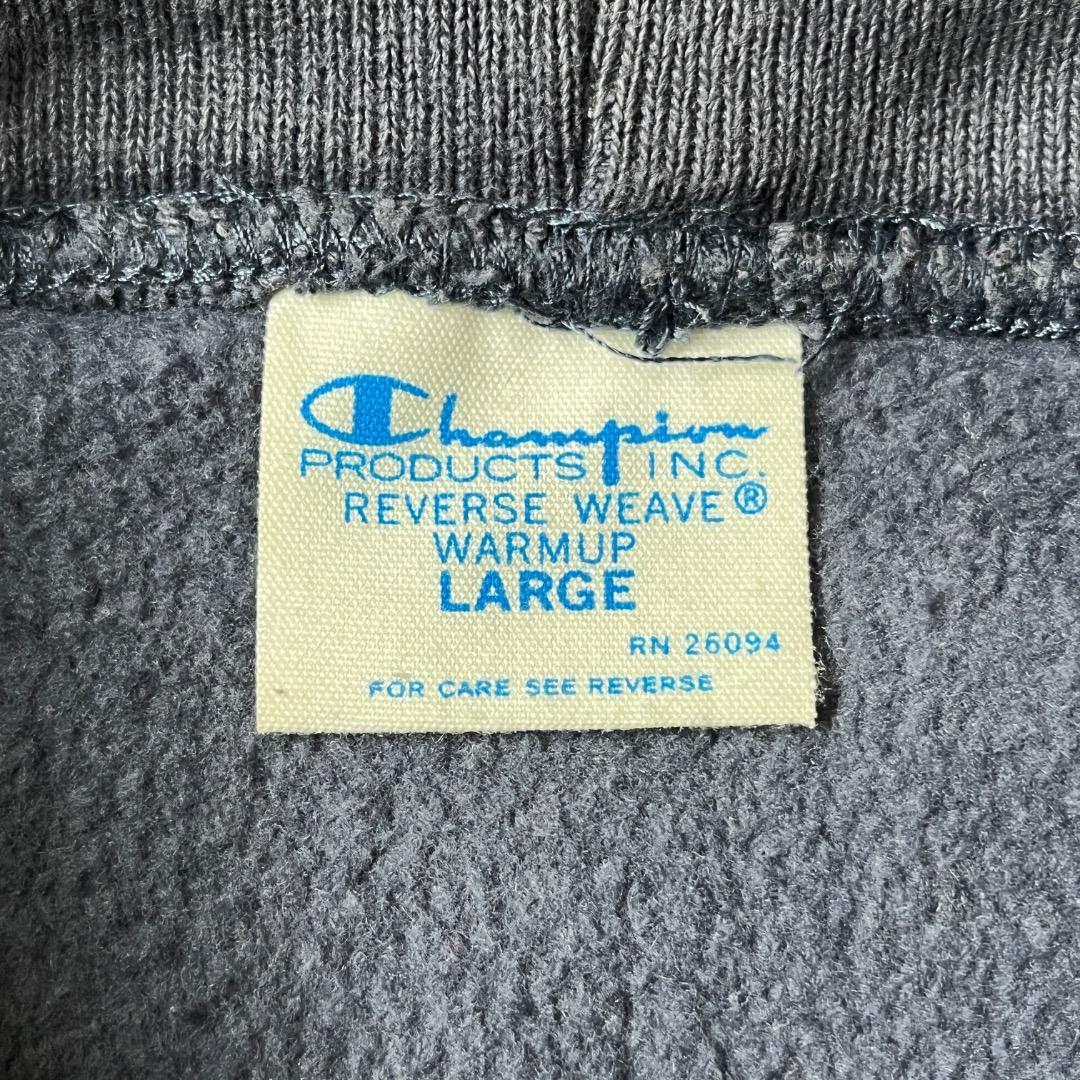 Champion
PRODUCTS INC.
REVERSE WEAVE®
WARMUP
LARGE
RN 26094
FOR CARE SEE REVERSE